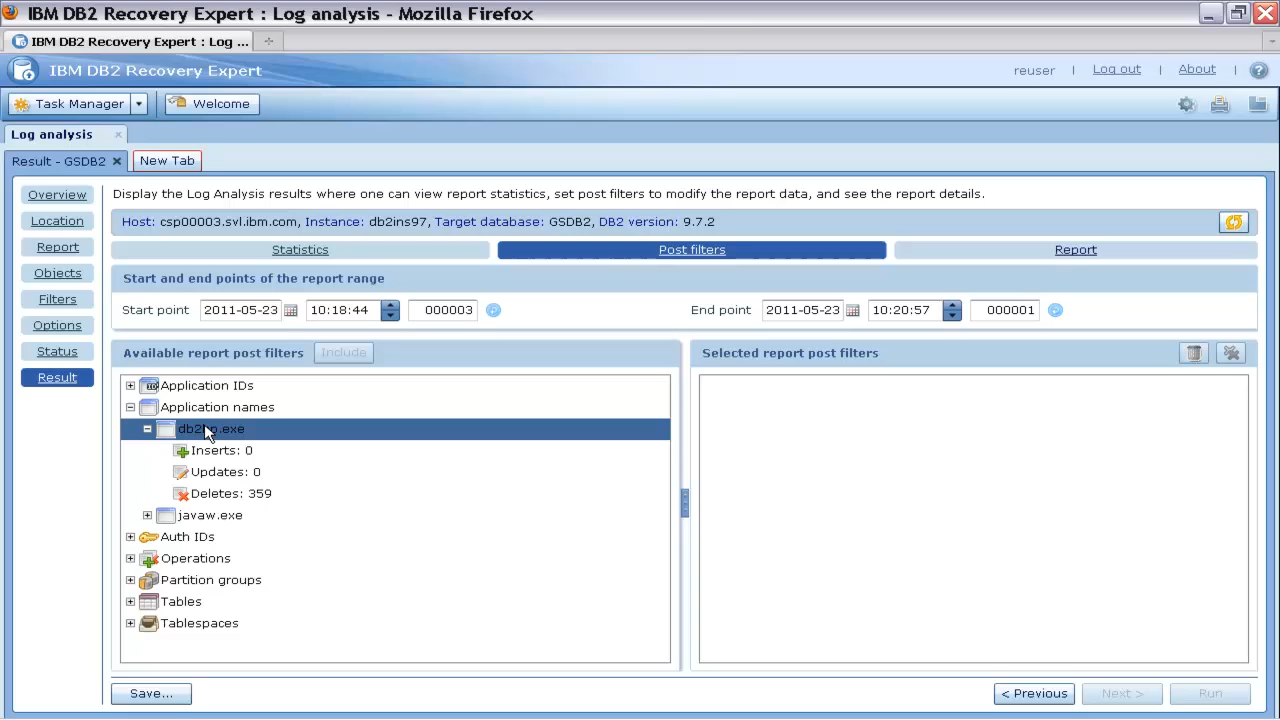 IBM DB2 Recovery Expert : Log analysis - Mozilla Firefox
IBM DB2 Recovery Expert : Log ...
IBM DB2 Recovery Expert
reuser | Log out | About | ?
Task Manager Welcome
Log analysis
Result - GSDB2 New Tab
Overview
Location
Report
Objects
Filters
Options
Status
Result
Display the Log Analysis results where one can view report statistics, set post filters to modify the report data, and see the report details.
Host: csp00003.svl.ibm.com, Instance: db2ins97, Target database: GSDB2, DB2 version: 9.7.2
Statistics Post filters Report
Start and end points of the report range
Start point 2011-05-23 10:18:44 000003 End point 2011-05-23 10:20:57 000001
Available report post filters Include
Application IDs
Application names
Inserts: 0
Updates: 0
Deletes: 359
javaw.exe
Auth IDs
Operations
Partition groups
Tables
Tablespaces
Selected report post filters
Save... < Previous Next > Run